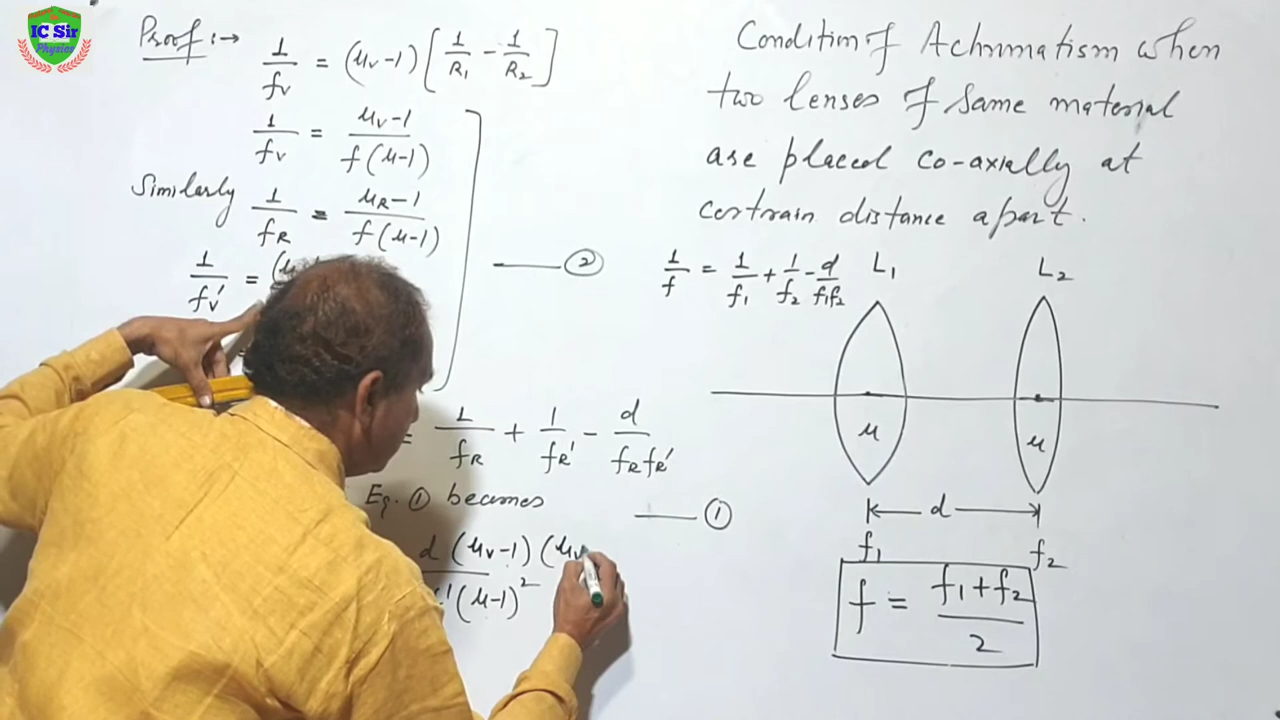 IC Sir
Physics
Proof :→
1/fv = (μv-1) [1/R1 - 1/R2]
1/fv = μv-1/f(μ-1)
Similarly 1/fR = μR-1/f(μ-1)
1/fv' =
② 
= 1/fR + 1/fR' - d/fRfR'
Eq. ① becomes
① 
d (μv-1) (μv
'(μ-1)²
Condition of Achromatism when
two lenses of same material
are placed co-axially at
certrain distance apart.
1/f = 1/f1 + 1/f2 - d/f1f2
L1
L2
μ
μ
d
f1
f2
f = f1+f2/2